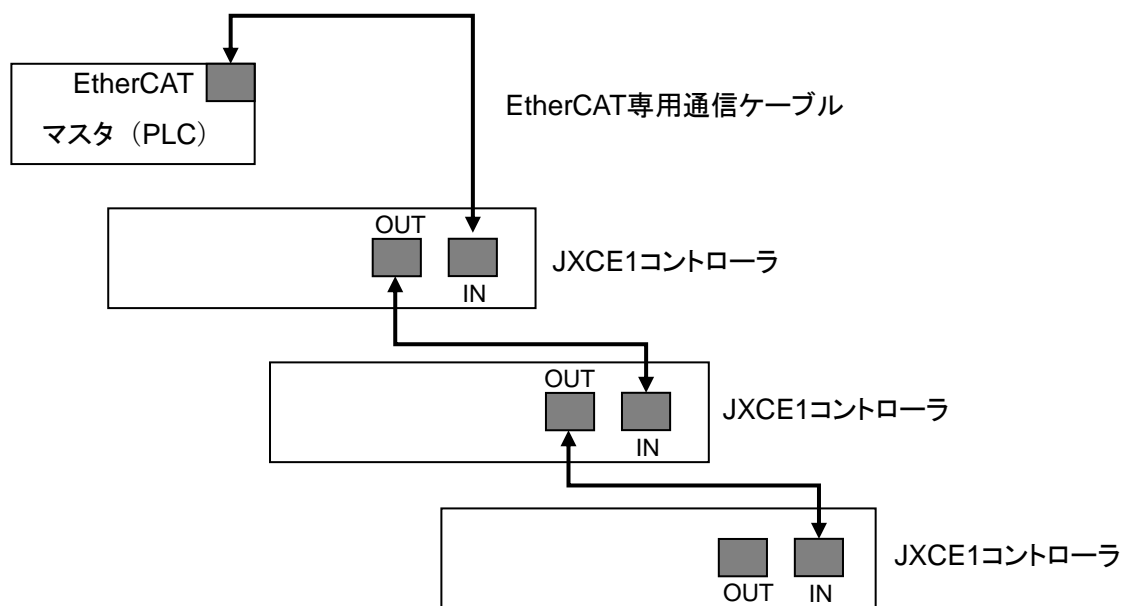 EtherCAT
マスタ（PLC）
EtherCAT専用通信ケーブル
OUT
IN
JXCE1コントローラ
OUT
IN
JXCE1コントローラ
JXCE1コントローラ
OUT IN